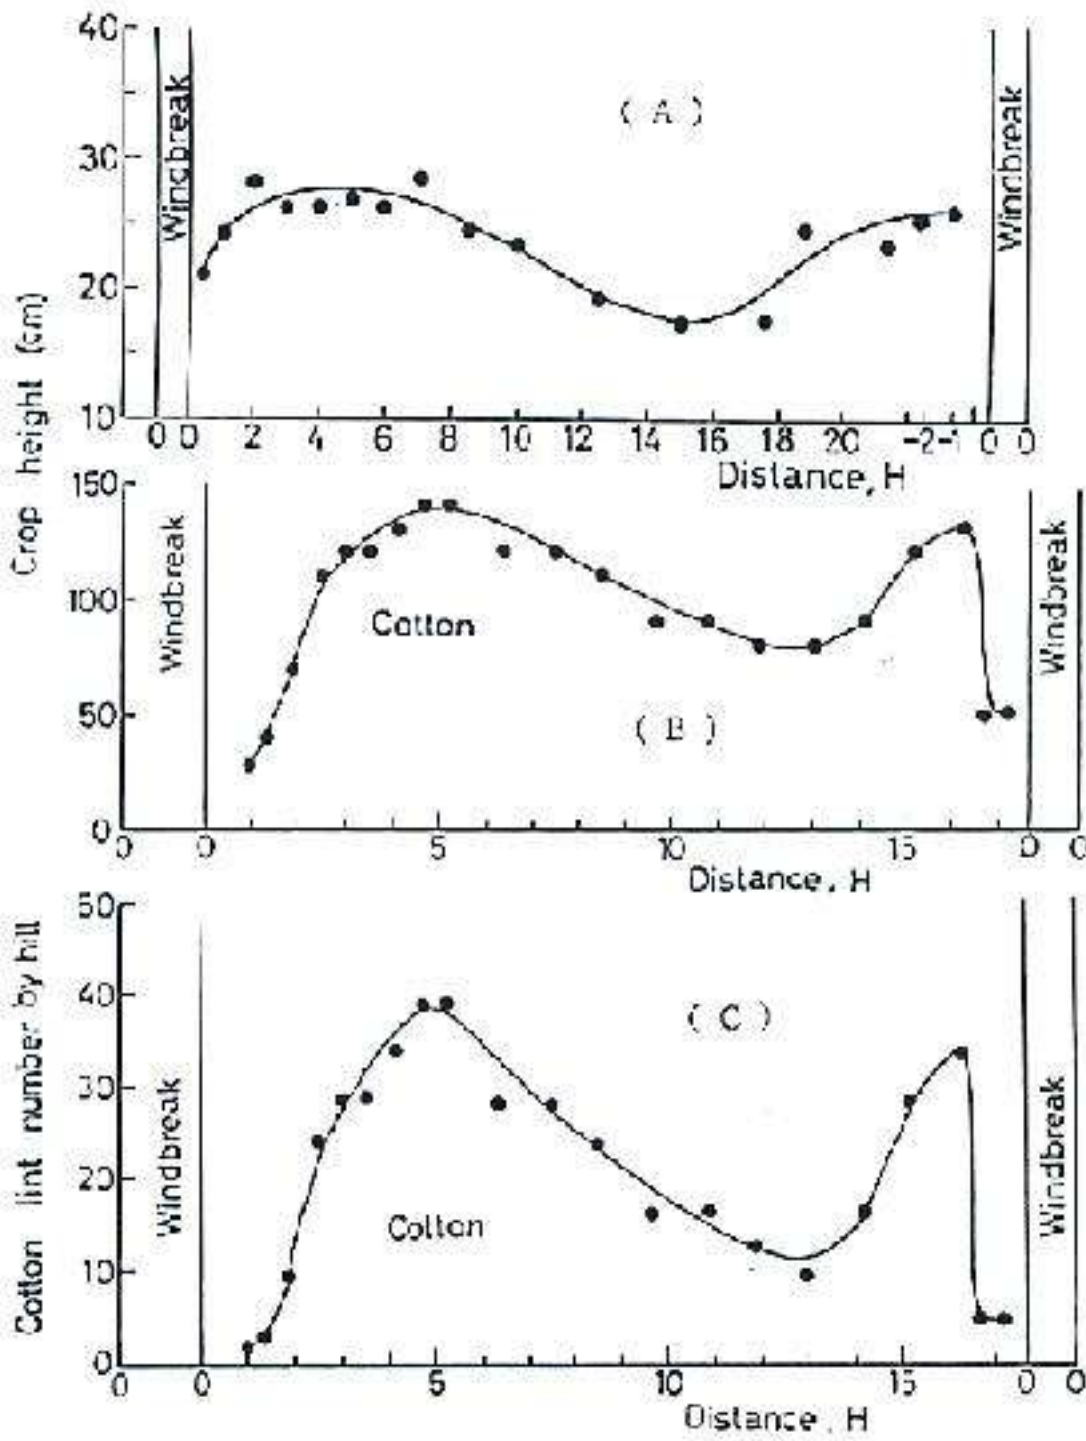 40
( A )
Windbreak
Windbreak
30
20
10
0 0 2 4 6 8 10 12 14 16 18 20 -2 -1 0 0
Distance, H
Crop height (cm)
150
Windbreak
Windbreak
100
Cotton
50
( B )
0
0 0 5 10 15 0 0
Distance, H
50
Cotton lint number by hill
40
( C )
30
Windbreak
Windbreak
20
Cotton
10
0
0 0 5 10 15 0 0
Distance, H